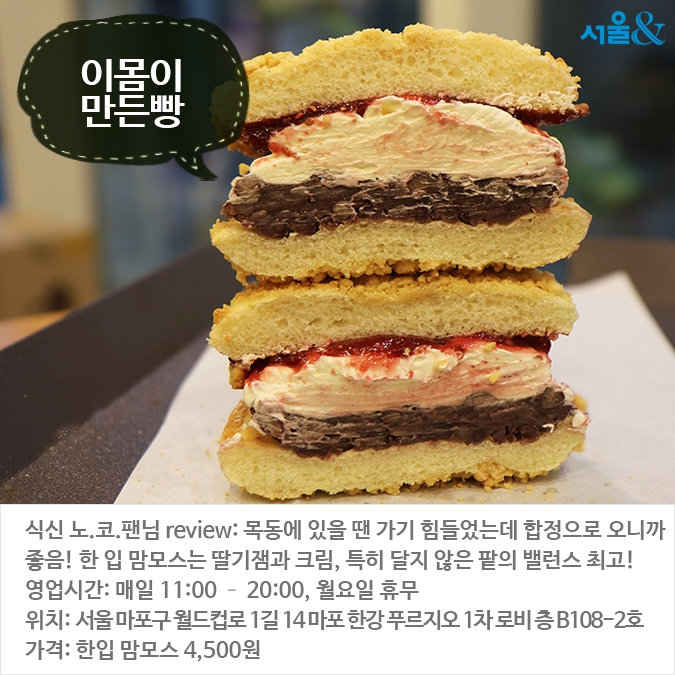 서울&
이몸이
만든빵
식신 노.코.팬님 review: 목동에 있을 땐 가기 힘들었는데 합정으로 오니까
좋음! 한 입 맘모스는 딸기잼과 크림, 특히 달지 않은 팥의 밸런스 최고!
영업시간: 매일 11:00 – 20:00, 월요일 휴무
위치: 서울 마포구 월드컵로 1길 14 마포 한강 푸르지오 1차 로비 층 B108-2호
가격: 한입 맘모스 4,500원